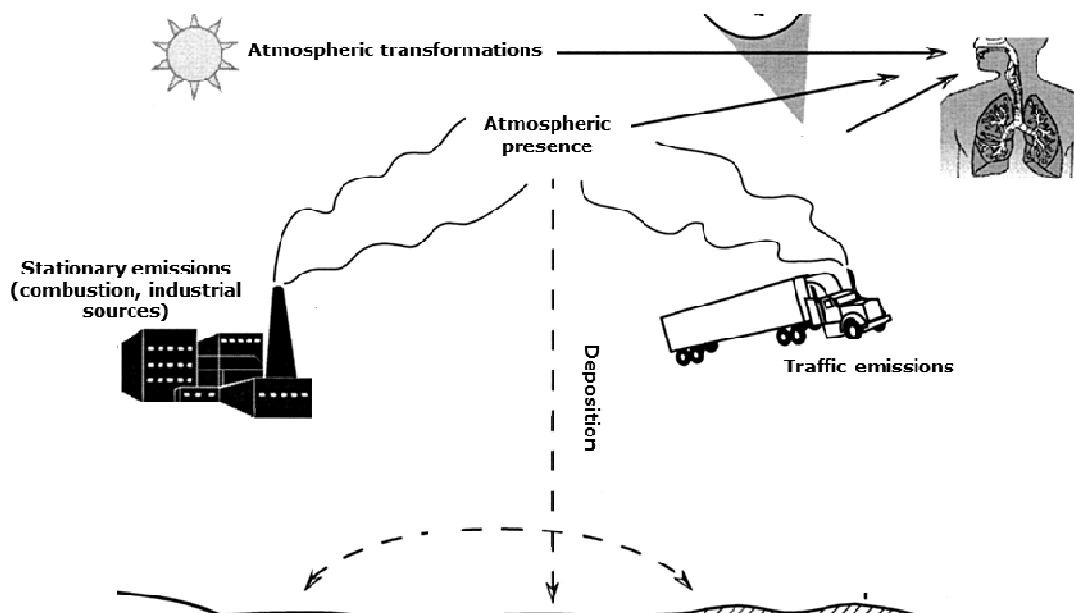 Atmospheric transformations
Atmospheric
presence
Stationary emissions
(combustion, industrial
sources)
Deposition
Traffic emissions